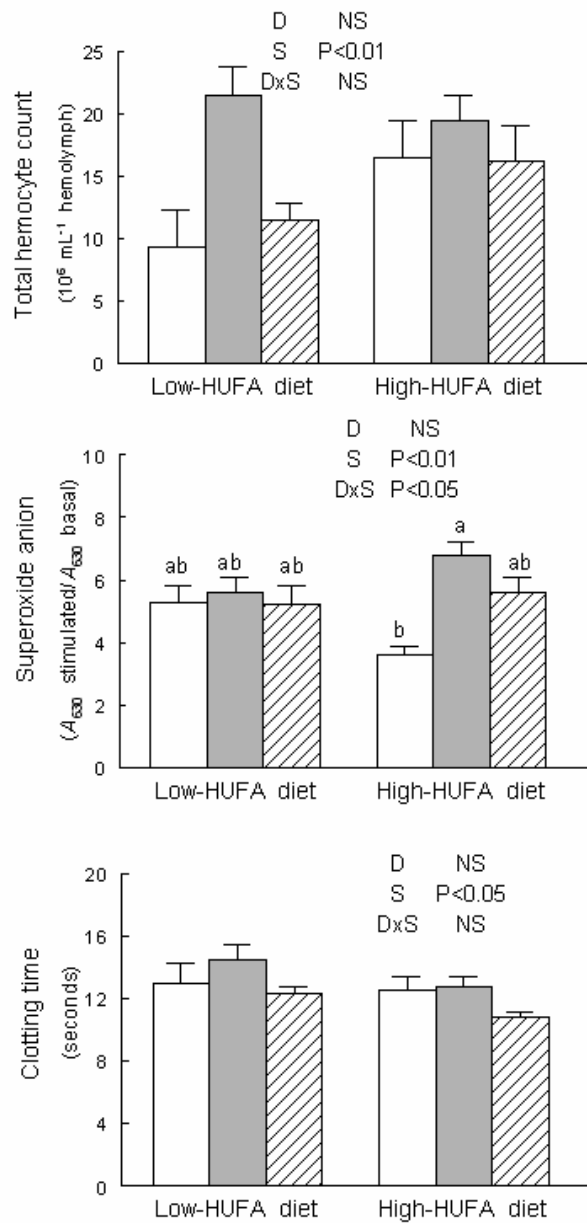 D NS
S P<0.01
DxS NS
Total hemocyte count
(10⁶ mL⁻¹ hemolymph)
25
20
15
10
5
0
Low-HUFA diet High-HUFA diet
D NS
S P<0.01
DxS P<0.05
Superoxide anion
(A₆₃₀ stimulated/A₆₃₀ basal)
10
8
6
4
2
0
ab ab ab b a ab
Low-HUFA diet High-HUFA diet
D NS
S P<0.05
DxS NS
Clotting time
(seconds)
20
16
12
8
4
0
Low-HUFA diet High-HUFA diet